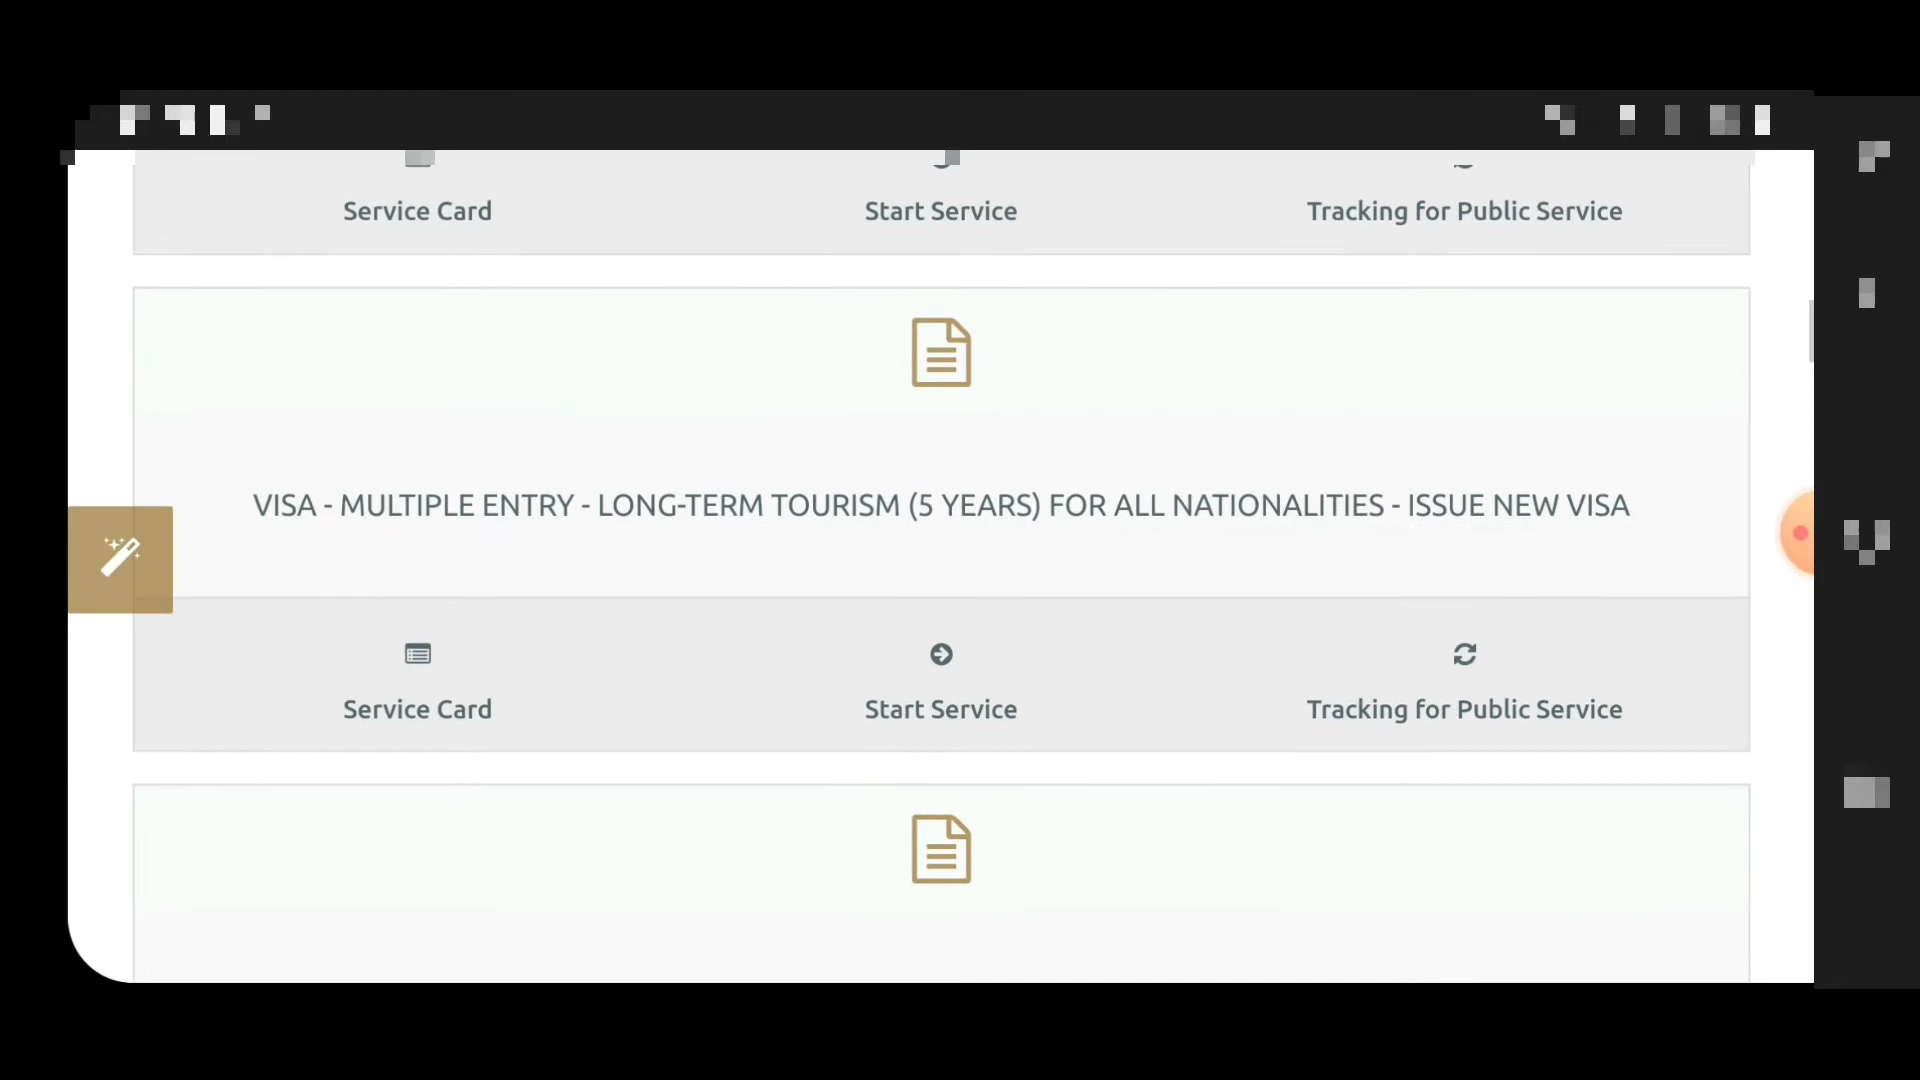 Service Card
Start Service
Tracking for Public Service
VISA - MULTIPLE ENTRY - LONG-TERM TOURISM (5 YEARS) FOR ALL NATIONALITIES - ISSUE NEW VISA
Service Card
Start Service
Tracking for Public Service